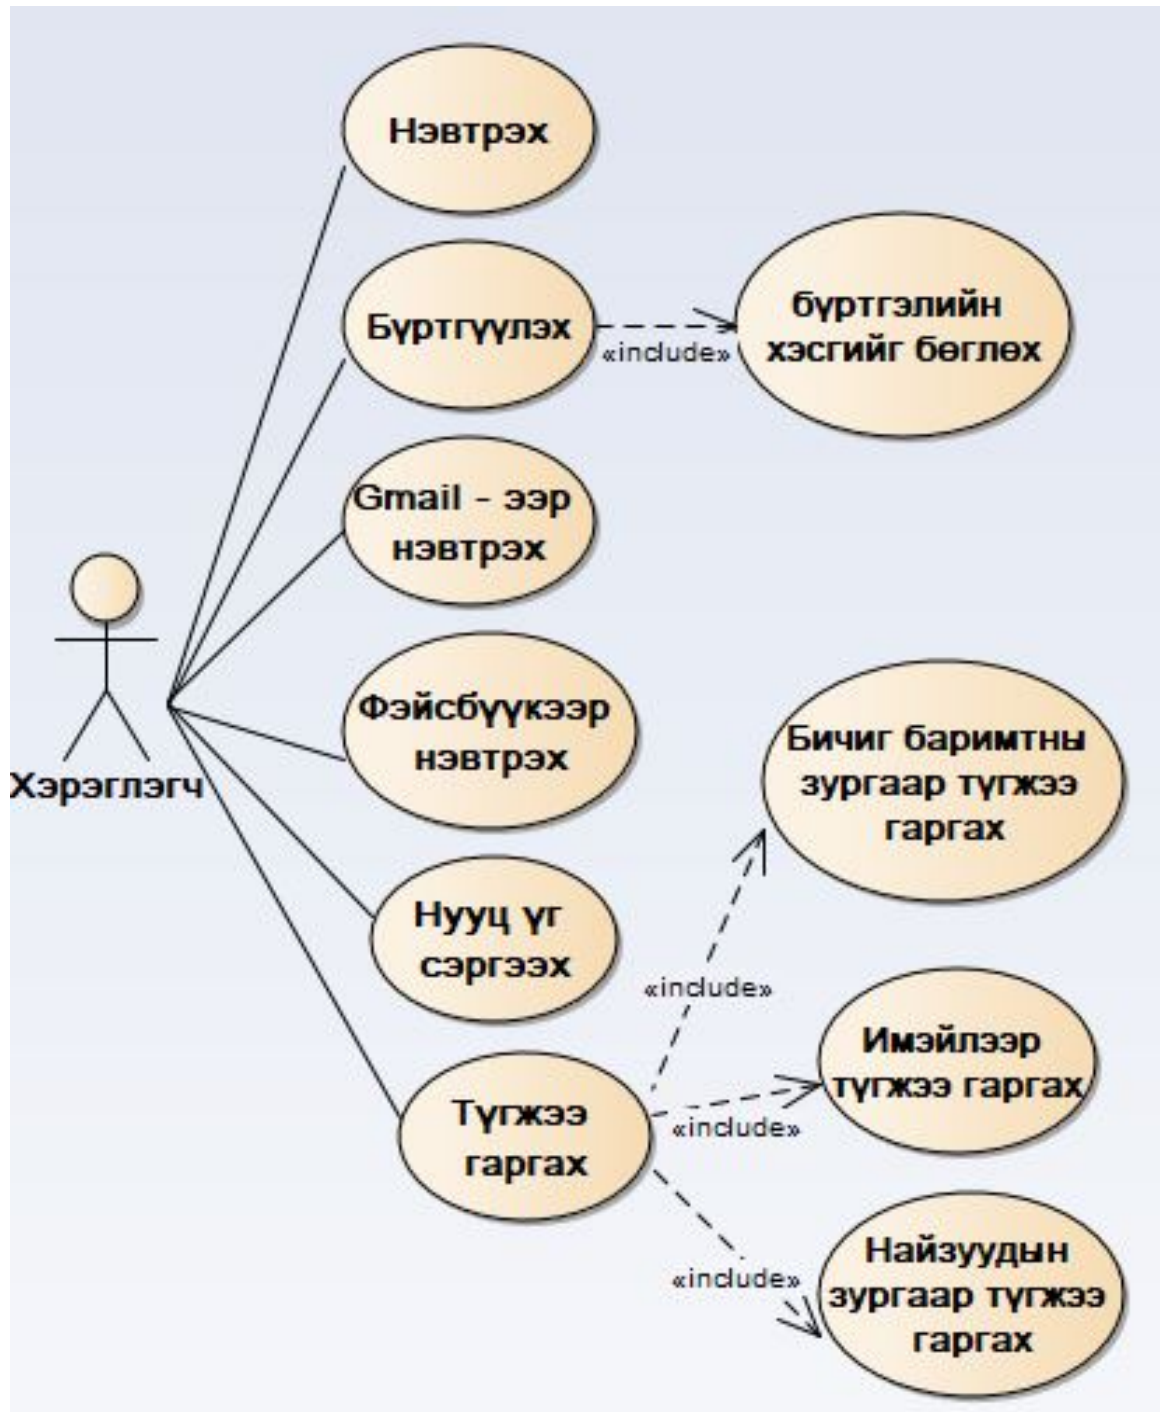 Нэвтрэх
Бүртгүүлэх
«include»
бүртгэлийн
хэсгийг бөглөх
Gmail - ээр
нэвтрэх
Хэрэглэгч
Фэйсбүүкээр
нэвтрэх
Бичиг баримтны
зургаар түгжээ
гаргах
Нууц үг
сэргээх
«include»
Имэйлээр
түгжээ гаргах
Түгжээ
гаргах
«include»
«include»
Найзуудын
зургаар түгжээ
гаргах